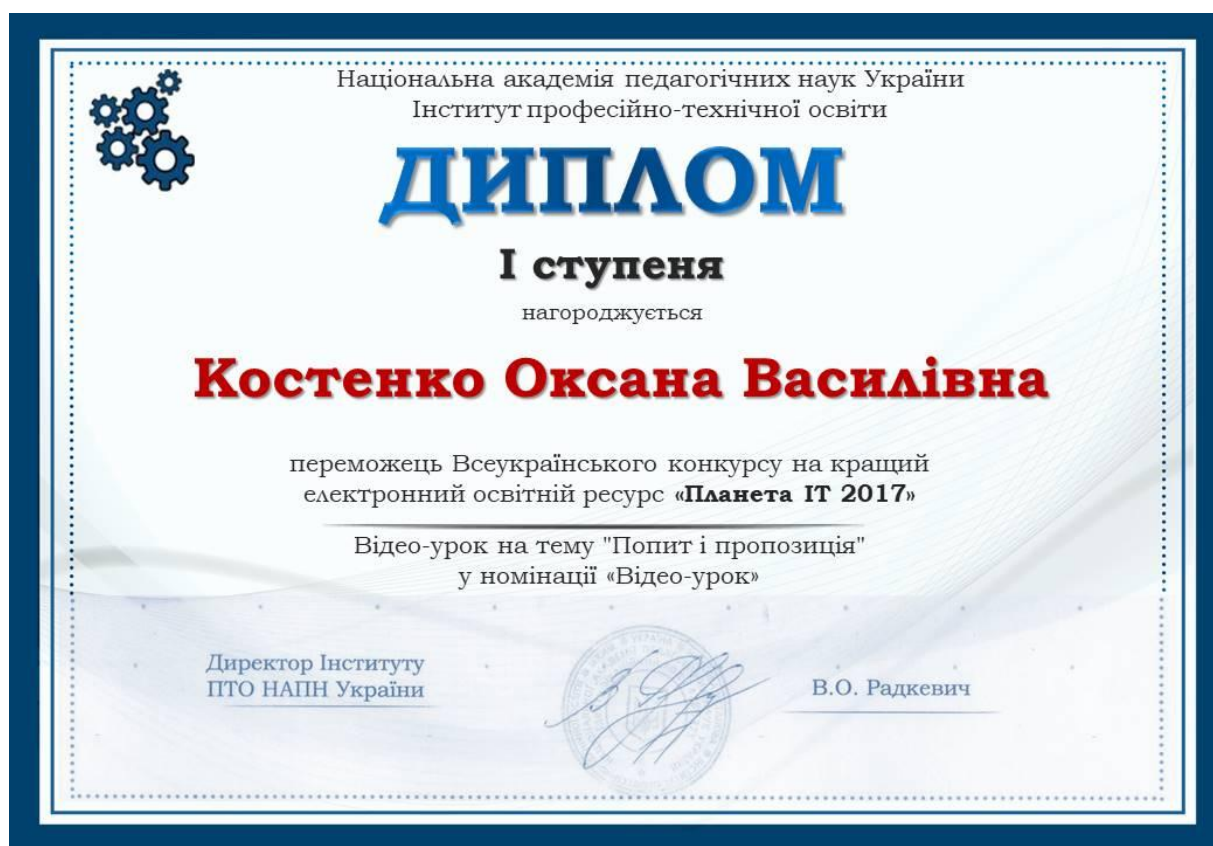 Національна академія педагогічних наук України
Інститут професійно-технічної освіти
ДИПЛОМ
І ступеня
нагороджується
Костенко Оксана Василівна
переможець Всеукраїнського конкурсу на кращий
електронний освітній ресурс «Планета ІТ 2017»
Відео-урок на тему "Попит і пропозиція"
у номінації «Відео-урок»
Директор Інституту
ПТО НАПН України
В.О. Радкевич